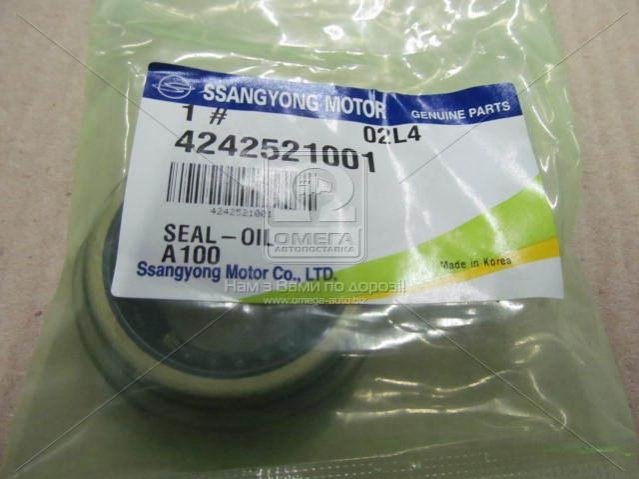 SSANGYONG MOTOR GENUINE PARTS
1 # 02L4
4242521001
4242521001
SEAL-OIL
A100
Ssangyong Motor Co., LTD.
Made in Korea
ОМЕГА
АВТОПОСТАВКА
Нам з Вами по дорозі!
www.omega-auto.biz